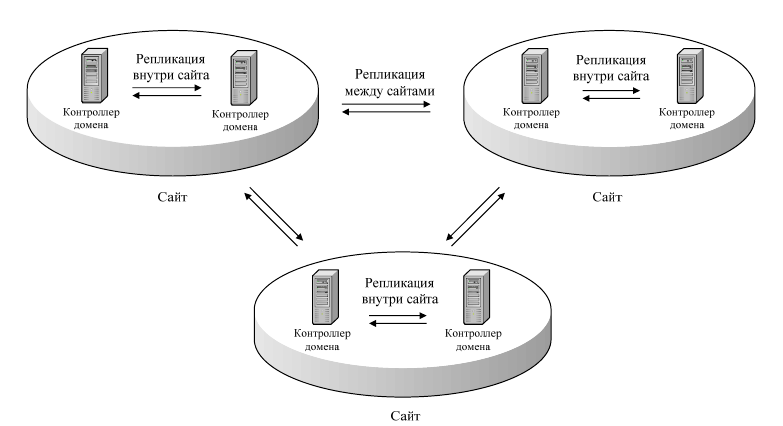 Репликация
внутри сайта
Контроллер
домена
Контроллер
домена
Сайт
Репликация
между сайтами
Репликация
внутри сайта
Контроллер
домена
Контроллер
домена
Сайт
Репликация
внутри сайта
Контроллер
домена
Контроллер
домена
Сайт